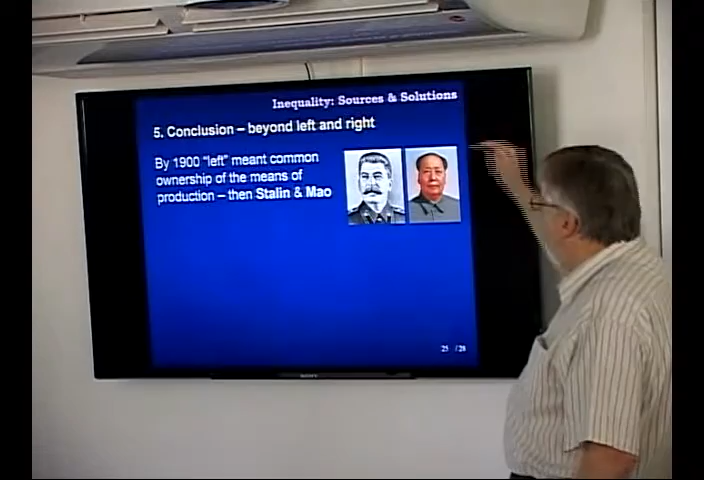 Inequality: Sources & Solutions
5. Conclusion – beyond left and right
By 1900 "left" meant common
ownership of the means of
production – then Stalin & Mao
25 / 28
SONY